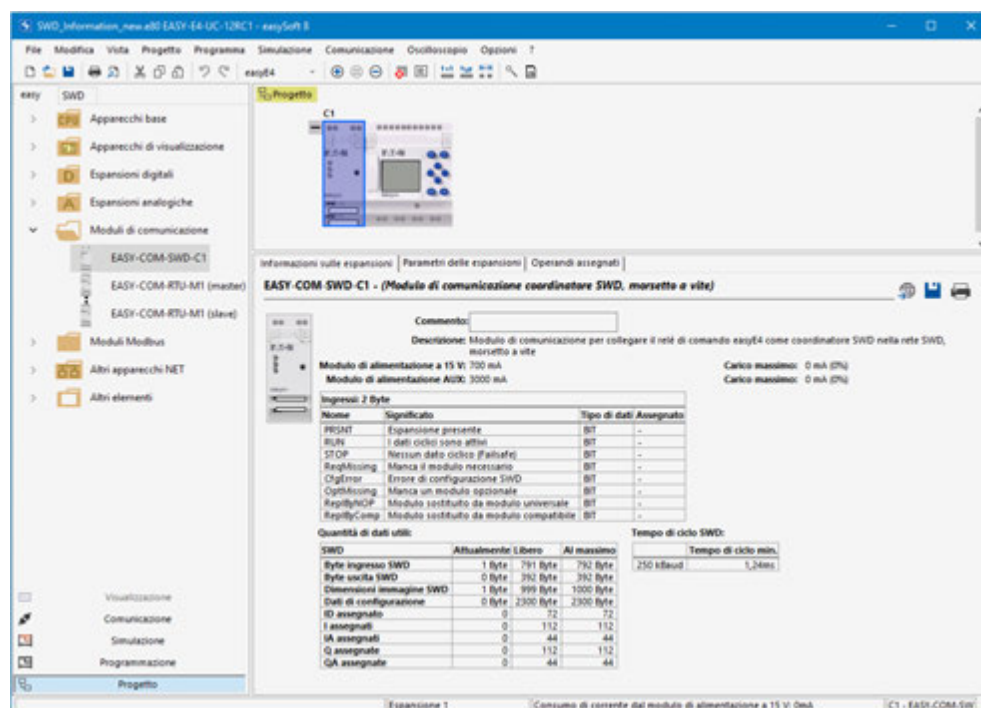 SWD_Information_new.e80 EASY-E4-UC-12RC1 - easySoft 8
File Modifica Vista Progetto Programma Simulazione Comunicazione Oscilloscopio Opzioni ?
easyE4
easy SWD
Apparecchi base
Apparecchi di visualizzazione
Espansioni digitali
Espansioni analogiche
Moduli di comunicazione
EASY-COM-SWD-C1
EASY-COM-RTU-M1 (master)
EASY-COM-RTU-M1 (slave)
Moduli Modbus
Altri apparecchi NET
Altri elementi
Visualizzazione
Comunicazione
Simulazione
Programmazione
Progetto
Progetto
C1
Informazioni sulle espansioni Parametri delle espansioni Operandi assegnati
EASY-COM-SWD-C1 - (Modulo di comunicazione coordinatore SWD, morsetto a vite)
Commento:
Descrizione: Modulo di comunicazione per collegare il relé di comando easyE4 come coordinatore SWD nella rete SWD,
morsetto a vite
Modulo di alimentazione a 15 V: 700 mA Carico massimo: 0 mA (0%)
Modulo di alimentazione AUX: 3000 mA Carico massimo: 0 mA (0%)
Ingressi: 2 Byte
Nome Significato Tipo di dati Assegnato
PRSNT Espansione presente BIT -
RUN I dati ciclici sono attivi BIT -
STOP Nessun dato ciclico (Failsafe) BIT -
ReqMissing Manca il modulo necessario BIT -
CfgError Errore di configurazione SWD BIT -
OptMissing Manca un modulo opzionale BIT -
ReplByNOP Modulo sostituito da modulo universale BIT -
ReplByComp Modulo sostituito da modulo compatibile BIT -
Quantità di dati utili: Tempo di ciclo SWD:
SWD Attualmente Libero Al massimo Tempo di ciclo min.
Byte ingresso SWD 1 Byte 791 Byte 792 Byte 250 kBaud 1,24ms
Byte uscita SWD 0 Byte 392 Byte 392 Byte
Dimensioni immagine SWD 1 Byte 999 Byte 1000 Byte
Dati di configurazione 0 Byte 2300 Byte 2300 Byte
ID assegnato 0 72 72
I assegnati 0 112 112
IA assegnati 0 44 44
Q assegnate 0 112 112
QA assegnate 0 44 44
Espansione 1 Consumo di corrente dal modulo di alimentazione a 15 V: 0mA C1 - EASY-COM-SW